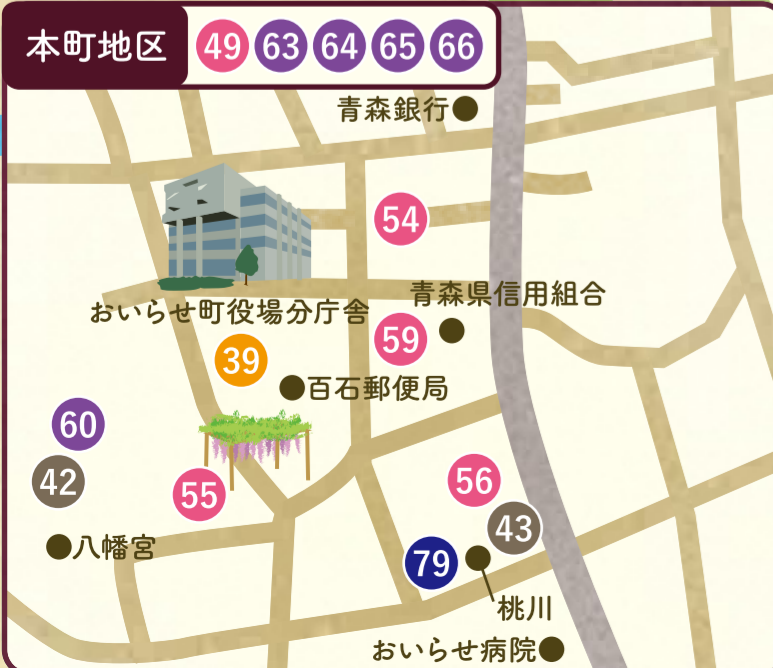 本町地区 49 63 64 65 66
青森銀行
54
青森県信用組合
おいらせ町役場分庁舎
59
39
百石郵便局
60
42
55
56
43
八幡宮
79
桃川
おいらせ病院